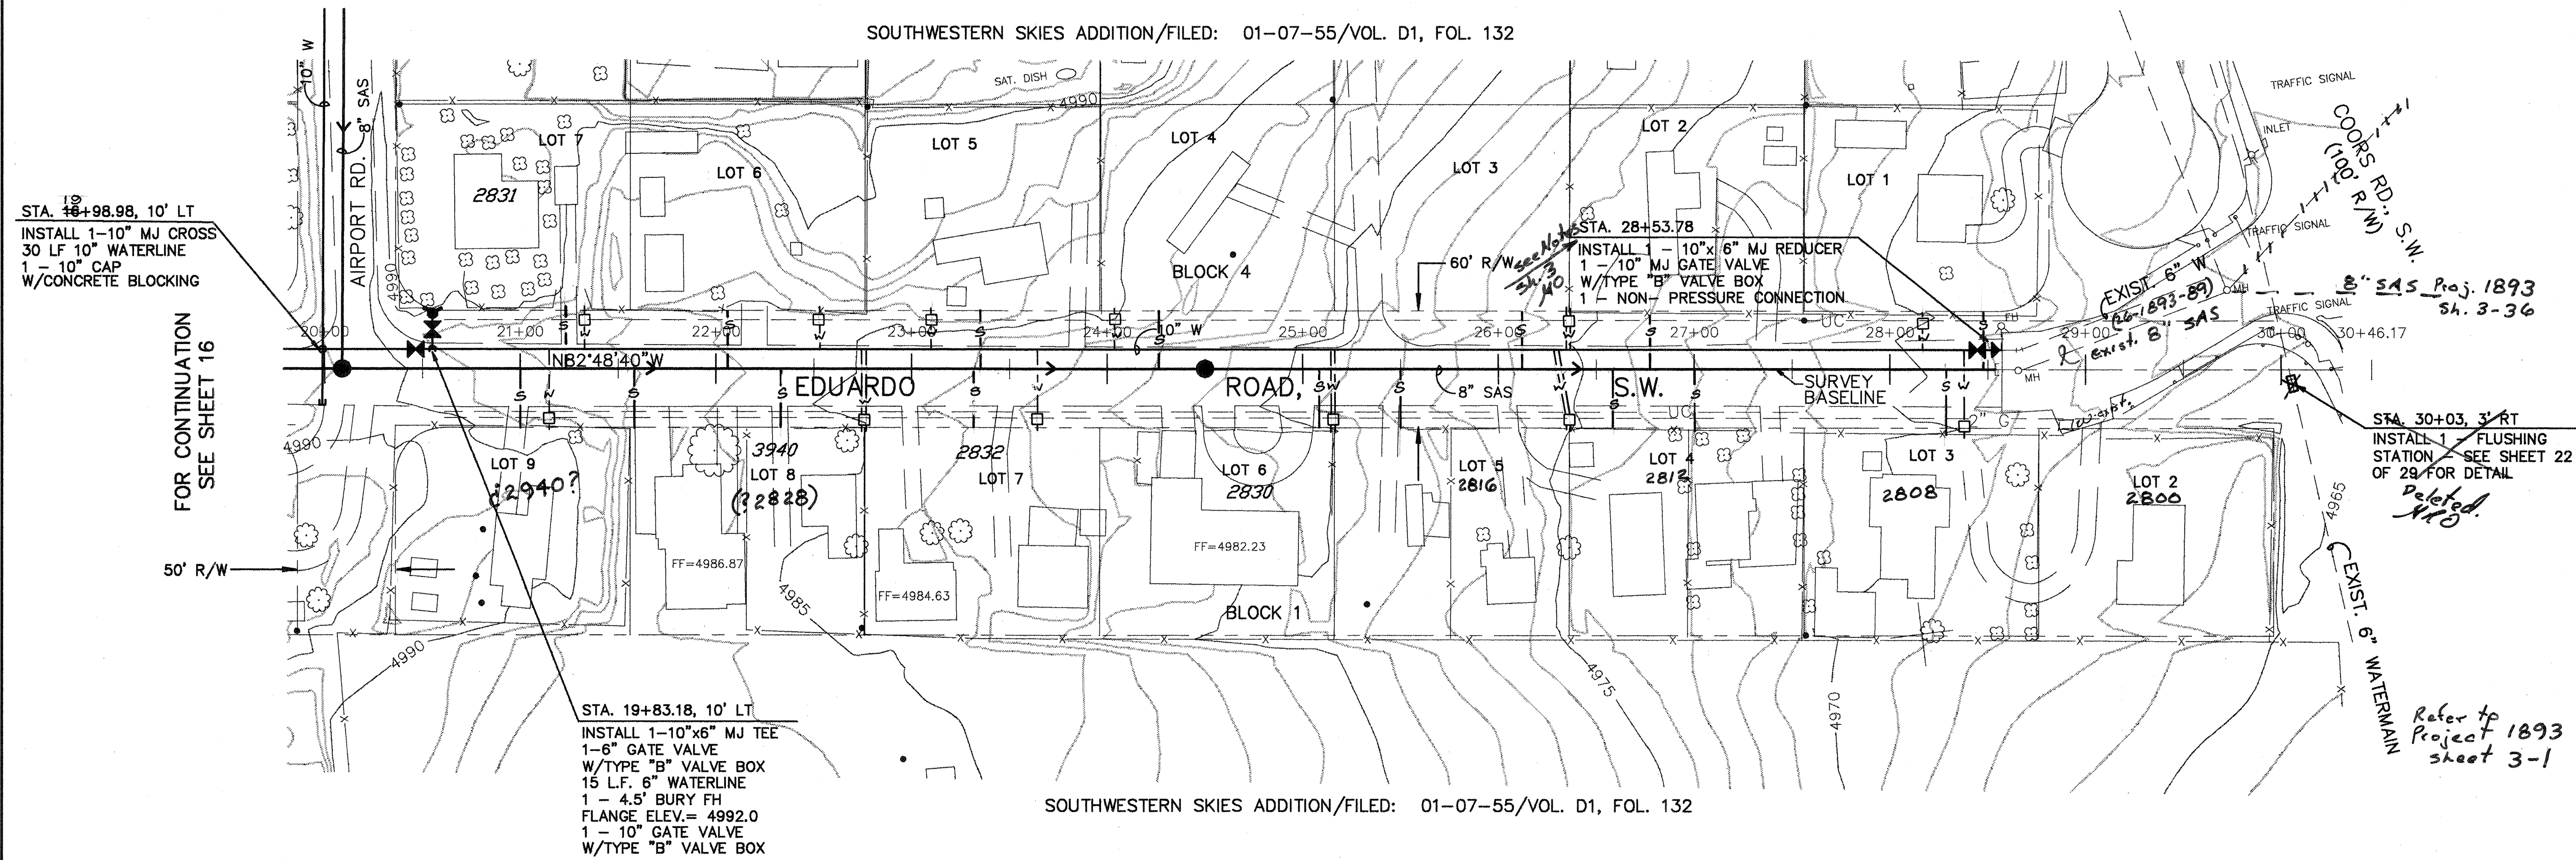 SOUTHWESTERN SKIES ADDITION/FILED: 01-07-55/VOL. D1, FOL. 132
10" W
8" SAS
AIRPORT RD.
SAT. DISH
4990
TRAFFIC SIGNAL
COORS RD., S.W.
(100' R/W)
INLET
TRAFFIC SIGNAL
LOT 7
LOT 6
LOT 5
LOT 4
LOT 3
LOT 2
LOT 1
2831
4990
BLOCK 4
19
STA. 16+98.98, 10' LT
INSTALL 1-10" MJ CROSS
30 LF 10" WATERLINE
1 - 10" CAP
W/CONCRETE BLOCKING
FOR CONTINUATION
SEE SHEET 16
60' R/W
see Notes
Sh. 3
MO
STA. 28+53.78
INSTALL 1 - 10"x 6" MJ REDUCER
1 - 10" MJ GATE VALVE
W/TYPE "B" VALVE BOX
1 - NON- PRESSURE CONNECTION
EXIST. 6" W
(26-1893-89)
exist. 8" SAS
MH
8" SAS Proj. 1893
Sh. 3-36
TRAFFIC SIGNAL
20+00
21+00
22+00
23+00
24+00
25+00
26+00
27+00
28+00
29+00
30+00
30+46.17
10" W
UC
FH
N82°48'40"W
EDUARDO ROAD, S.W.
8" SAS
SURVEY
BASELINE
MH
UC
2"
G
4990
LOT 9
¿2940?
3940
LOT 8
(?2828)
2832
LOT 7
LOT 6
2830
LOT 5
2816
LOT 4
2812
LOT 3
2808
LOT 2
2800
STA. 30+03, 3' RT
INSTALL 1 - FLUSHING
STATION - SEE SHEET 22
OF 29 FOR DETAIL
Deleted.
4965
50' R/W
FF=4986.87
FF=4984.63
FF=4982.23
4985
BLOCK 1
4990
4975
4970
EXIST. 6" WATERMAIN
Refer to
Project 1893
sheet 3-1
STA. 19+83.18, 10' LT
INSTALL 1-10"x6" MJ TEE
1-6" GATE VALVE
W/TYPE "B" VALVE BOX
15 L.F. 6" WATERLINE
1 - 4.5' BURY FH
FLANGE ELEV.= 4992.0
1 - 10" GATE VALVE
W/TYPE "B" VALVE BOX
SOUTHWESTERN SKIES ADDITION/FILED: 01-07-55/VOL. D1, FOL. 132